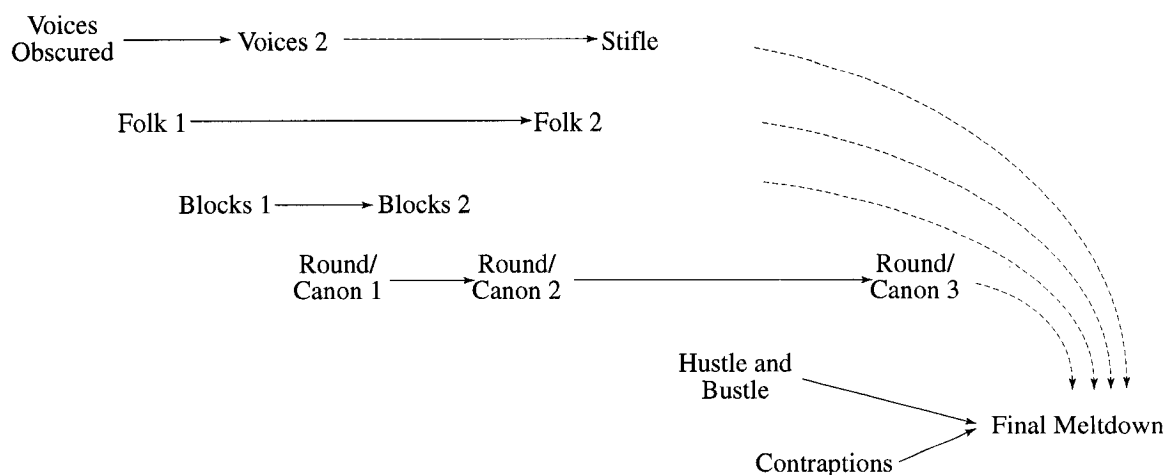 Voices
Obscured
Voices 2
Stifle
Folk 1
Folk 2
Blocks 1
Blocks 2
Round/
Canon 1
Round/
Canon 2
Round/
Canon 3
Hustle and
Bustle
Final Meltdown
Contraptions